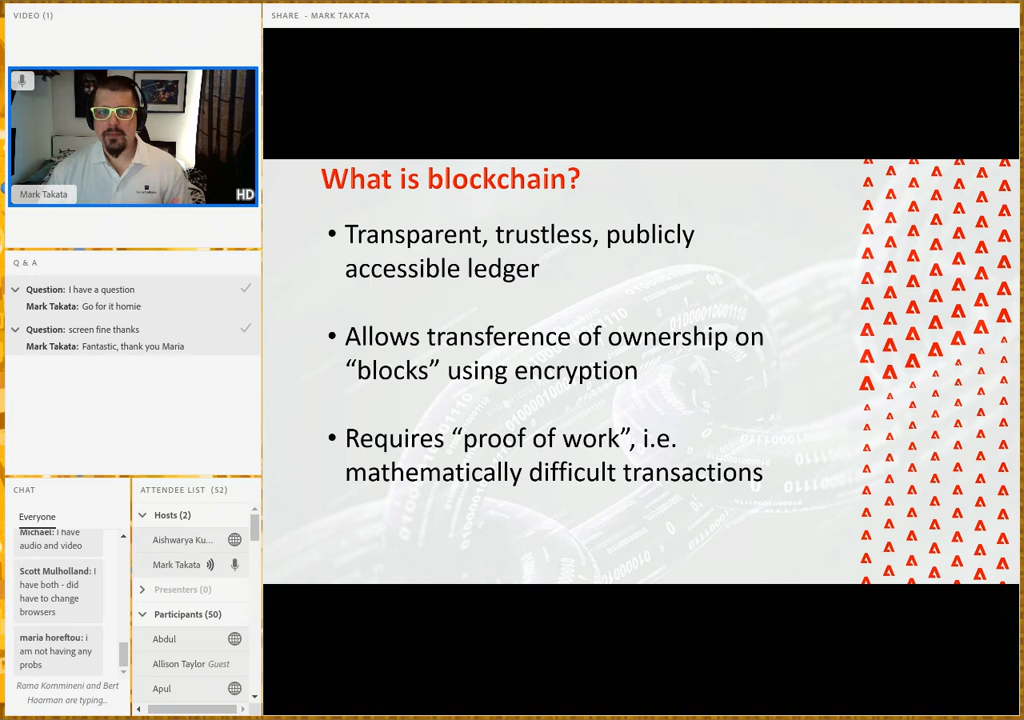 VIDEO (1)
Mark Takata
HD
Q & A
Question: I have a question
Mark Takata: Go for it homie
Question: screen fine thanks
Mark Takata: Fantastic, thank you Maria
CHAT
Everyone
Michael: I have
audio and video
Scott Mulholland: I
have both - did
have to change
browsers
maria horeftou: i
am not having any
probs
Rama Kommineni and Bert
Haarman are typing...
ATTENDEE LIST (52)
Hosts (2)
Aishwarya Ku...
Mark Takata
Presenters (0)
Participants (50)
Abdul
Allison Taylor Guest
Apul
SHARE - MARK TAKATA
What is blockchain?
• Transparent, trustless, publicly
accessible ledger
• Allows transference of ownership on
“blocks” using encryption
• Requires “proof of work”, i.e.
mathematically difficult transactions